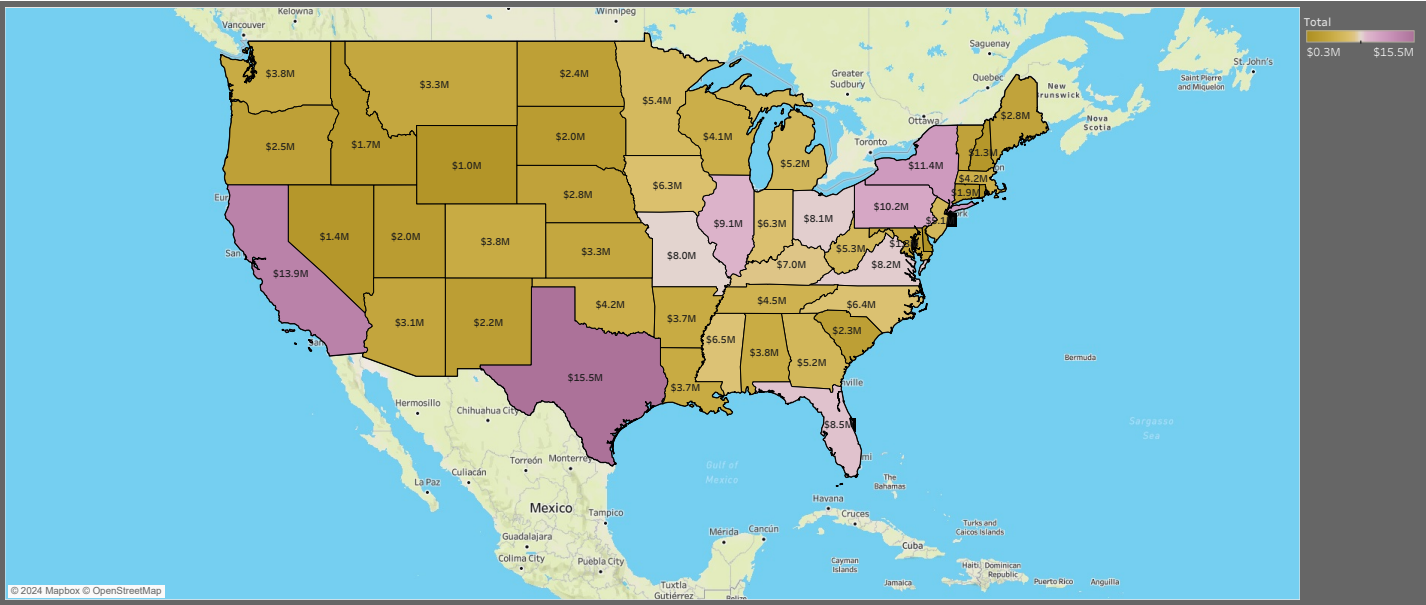 Kelowna
Winnipeg
Vancouver
Total
$0.3M
$15.5M
Saguenay
St. John's
Greater
Sudbury
Quebec
New
Brunswick
Saint Pierre
and Miquelon
Nova
Scotia
Ottawa
Toronto
$3.8M
$3.3M
$2.4M
$5.4M
$2.8M
$2.5M
$1.7M
$1.0M
$2.0M
$4.1M
$5.2M
$11.4M
$1.3M
$4.2M
$1.9M
$2.8M
$6.3M
$9.1M
$6.3M
$8.1M
$10.2M
$1.4M
$2.0M
$3.8M
$3.3M
$8.0M
$7.0M
$5.3M
$8.2M
$13.9M
$3.1M
$2.2M
$4.2M
$3.7M
$4.5M
$6.4M
$15.5M
$3.7M
$6.5M
$3.8M
$5.2M
$2.3M
$8.5M
Bermuda
Sargasso
Sea
Gulf of
Mexico
Hermosillo
Chihuahua City
Torreón
Monterrey
Culiacán
La Paz
Mexico
Tampico
Guadalajara
Colima City
Puebla City
Tuxtla
Gutiérrez
Mérida
Cancún
Belize
Havana
Cruces
Cuba
The
Bahamas
Turks and
Caicos Islands
Cayman
Islands
Jamaica
Haiti
Dominican
Republic
Puerto Rico
Anguilla
© 2024 Mapbox © OpenStreetMap